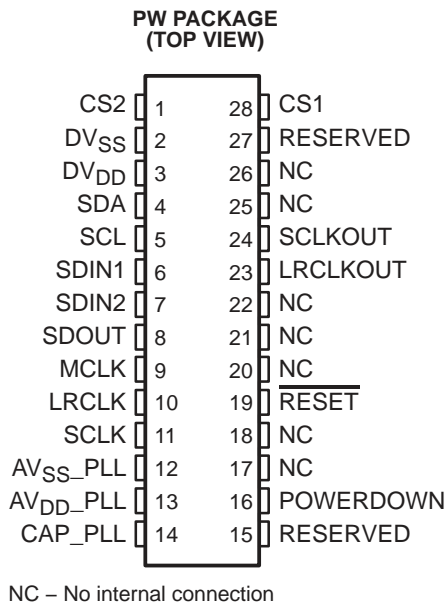 PW PACKAGE
(TOP VIEW)
CS2 1 28 CS1
DVSS 2 27 RESERVED
DVDD 3 26 NC
SDA 4 25 NC
SCL 5 24 SCLKOUT
SDIN1 6 23 LRCLKOUT
SDIN2 7 22 NC
SDOUT 8 21 NC
MCLK 9 20 NC
LRCLK 10 19 RESET
SCLK 11 18 NC
AVSS_PLL 12 17 NC
AVDD_PLL 13 16 POWERDOWN
CAP_PLL 14 15 RESERVED
NC – No internal connection